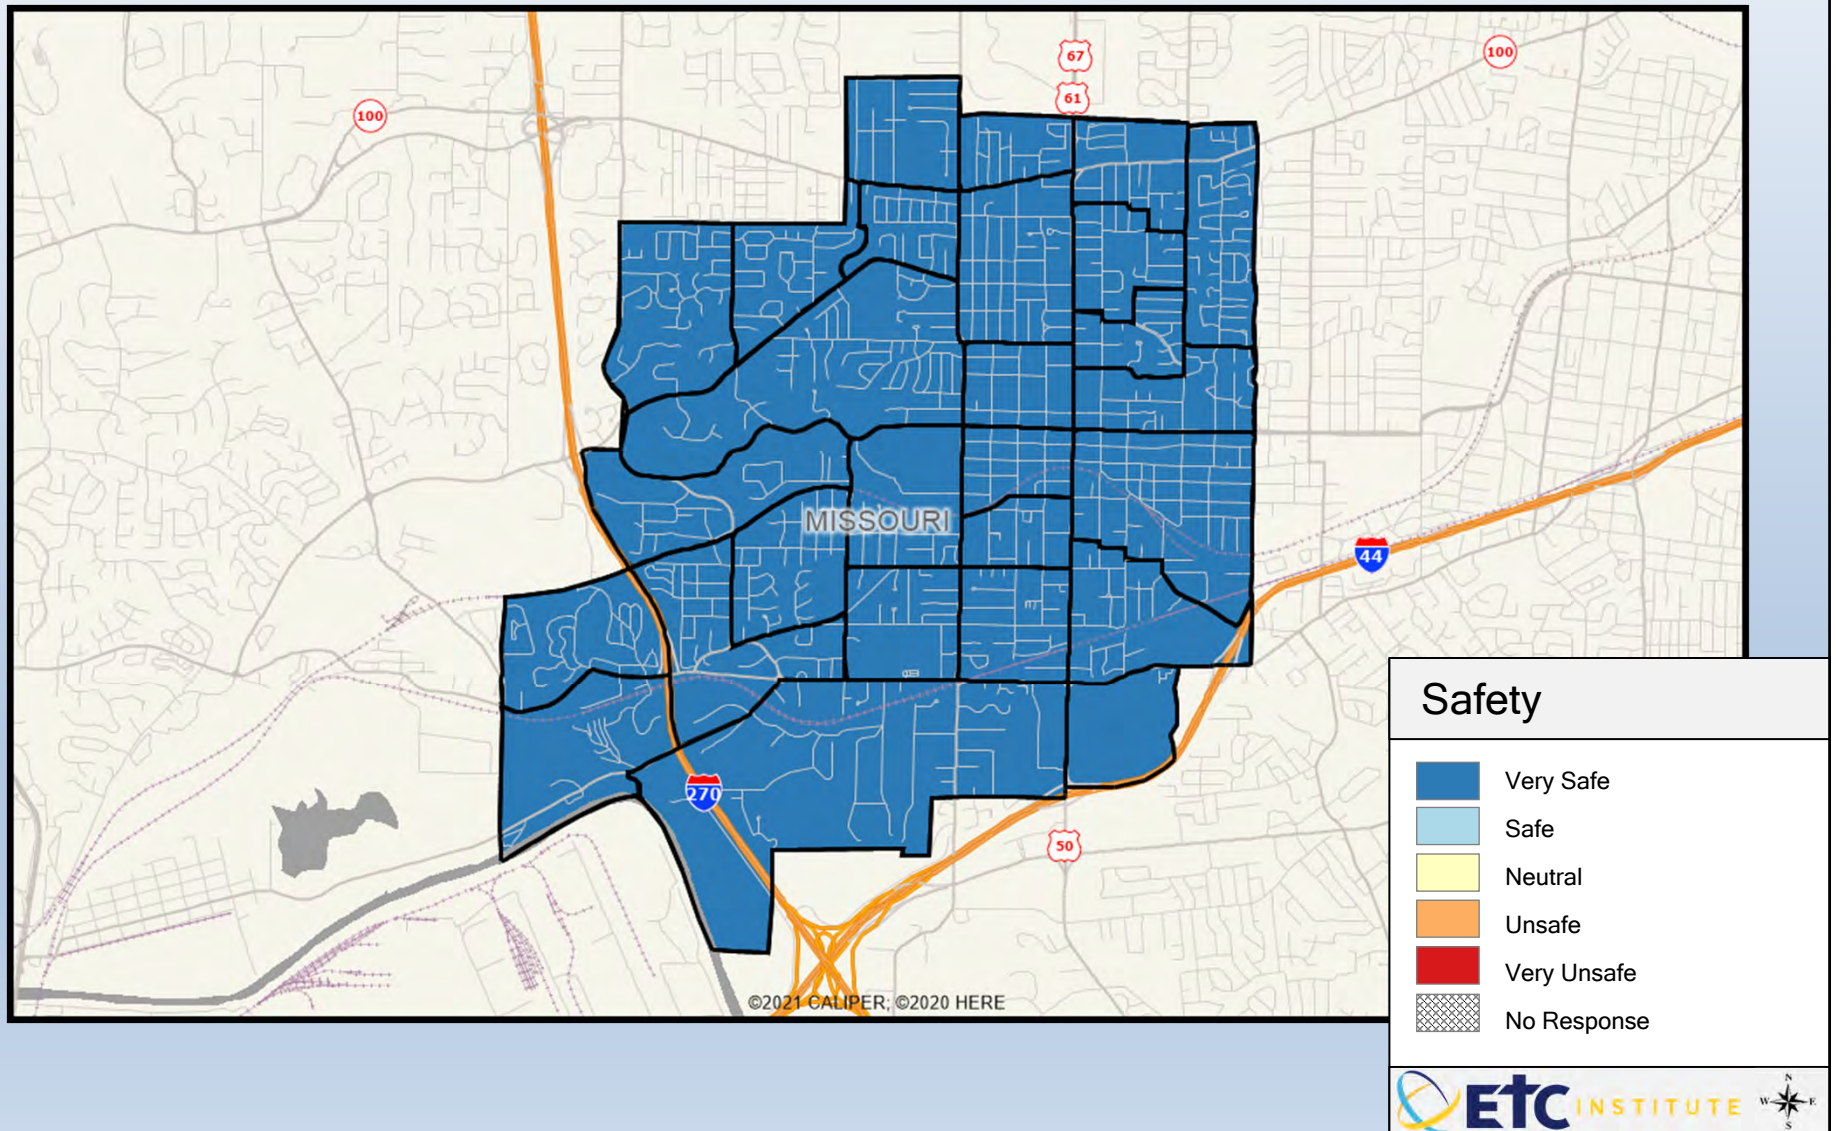 67
100
61
100
MISSOURI
44
270
50
©2021 CALIPER; ©2020 HERE
Safety
Very Safe
Safe
Neutral
Unsafe
Very Unsafe
No Response
ETC INSTITUTE
N
W E
S